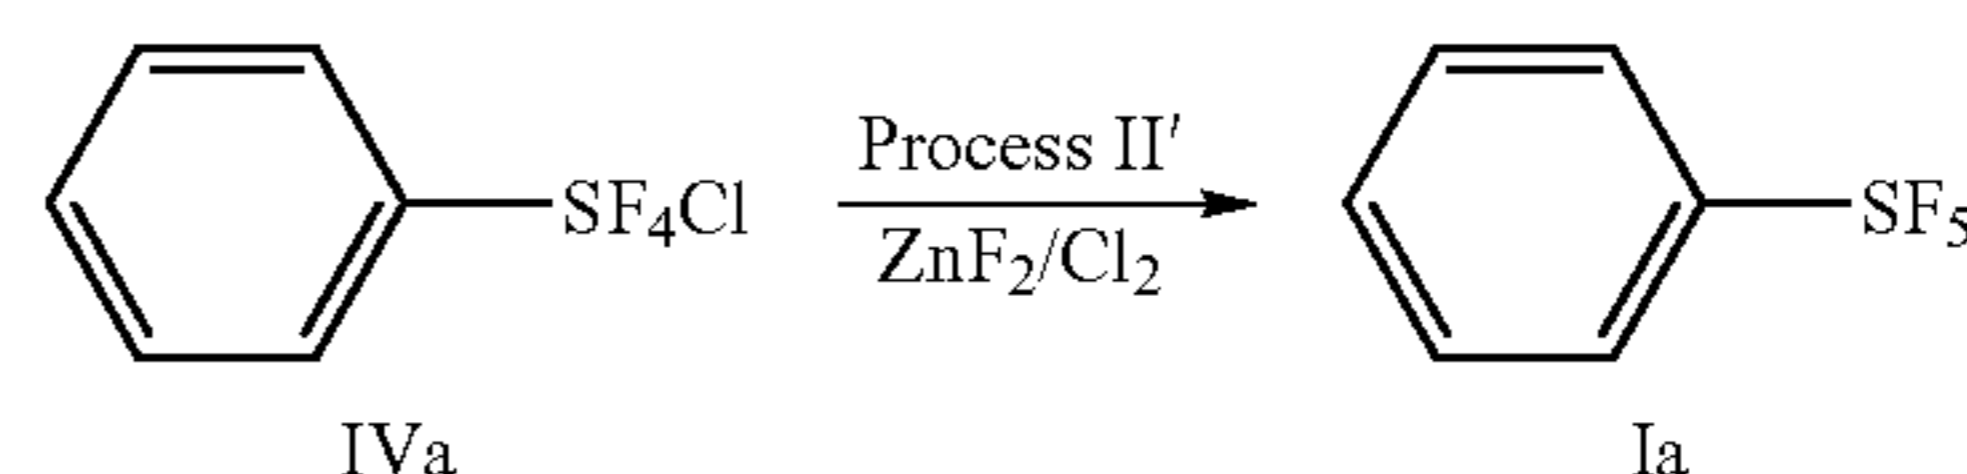 Process II′
SF₄Cl
ZnF₂/Cl₂
SF₅
IVa
Ia